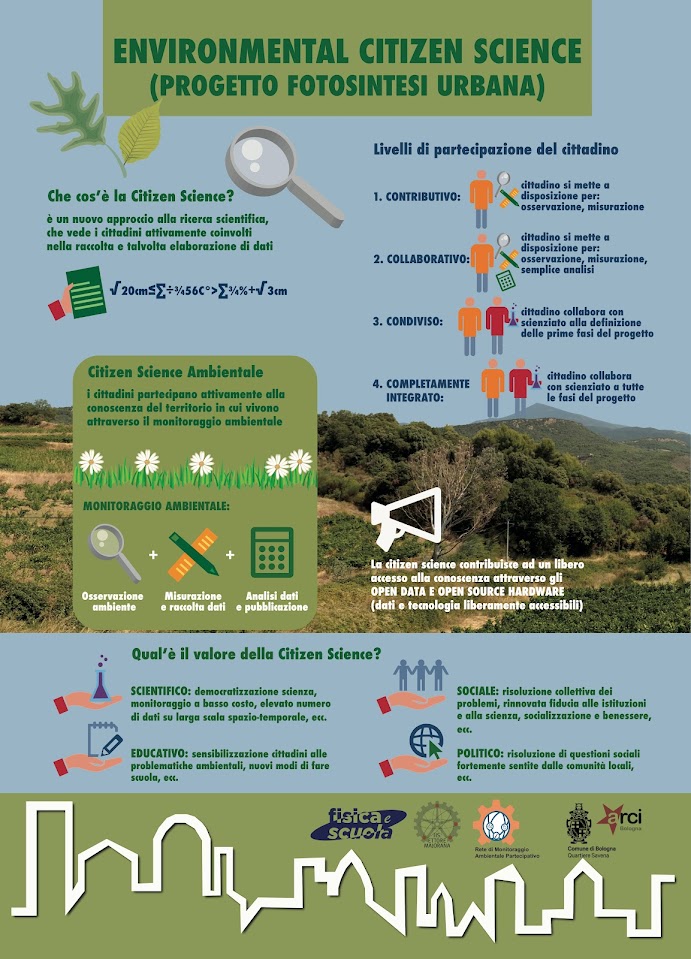 ENVIRONMENTAL CITIZEN SCIENCE
(PROGETTO FOTOSINTESI URBANA)
Che cos'è la Citizen Science?
è un nuovo approccio alla ricerca scientifica,
che vede i cittadini attivamente coinvolti
nella raccolta e talvolta elaborazione di dati
√20cm≤∑÷¾56C°>∑¾%+√3cm
Livelli di partecipazione del cittadino
1. CONTRIBUTIVO:
cittadino si mette a
disposizione per:
osservazione, misurazione
2. COLLABORATIVO:
cittadino si mette a
disposizione per:
osservazione, misurazione,
semplice analisi
3. CONDIVISO:
cittadino collabora con
scienziato alla definizione
delle prime fasi del progetto
4. COMPLETAMENTE
INTEGRATO:
cittadino collabora
con scienziato a tutte
le fasi del progetto
Citizen Science Ambientale
i cittadini partecipano attivamente alla
conoscenza del territorio in cui vivono
attraverso il monitoraggio ambientale
MONITORAGGIO AMBIENTALE:
+
+
Osservazione
ambiente
Misurazione
e raccolta dati
Analisi dati
e pubblicazione
La citizen science contribuisce ad un libero
accesso alla conoscenza attraverso gli
OPEN DATA E OPEN SOURCE HARDWARE
(dati e tecnologia liberamente accessibili)
Qual'è il valore della Citizen Science?
SCIENTIFICO: democratizzazione scienza,
monitoraggio a basso costo, elevato numero
di dati su larga scala spazio-temporale, ecc.
EDUCATIVO: sensibilizzazione cittadini alle
problematiche ambientali, nuovi modi di fare
scuola, ecc.
SOCIALE: risoluzione collettiva dei
problemi, rinnovata fiducia alle istituzioni
e alla scienza, socializzazione e benessere,
ecc.
POLITICO: risoluzione di questioni sociali
fortemente sentite dalle comunità locali,
ecc.
fisica e
scuola
MAJORANA
Rete di Monitoraggio
Ambientale Partecipativo
Comune di Bologna
Quartiere Savena
arci
Bologna